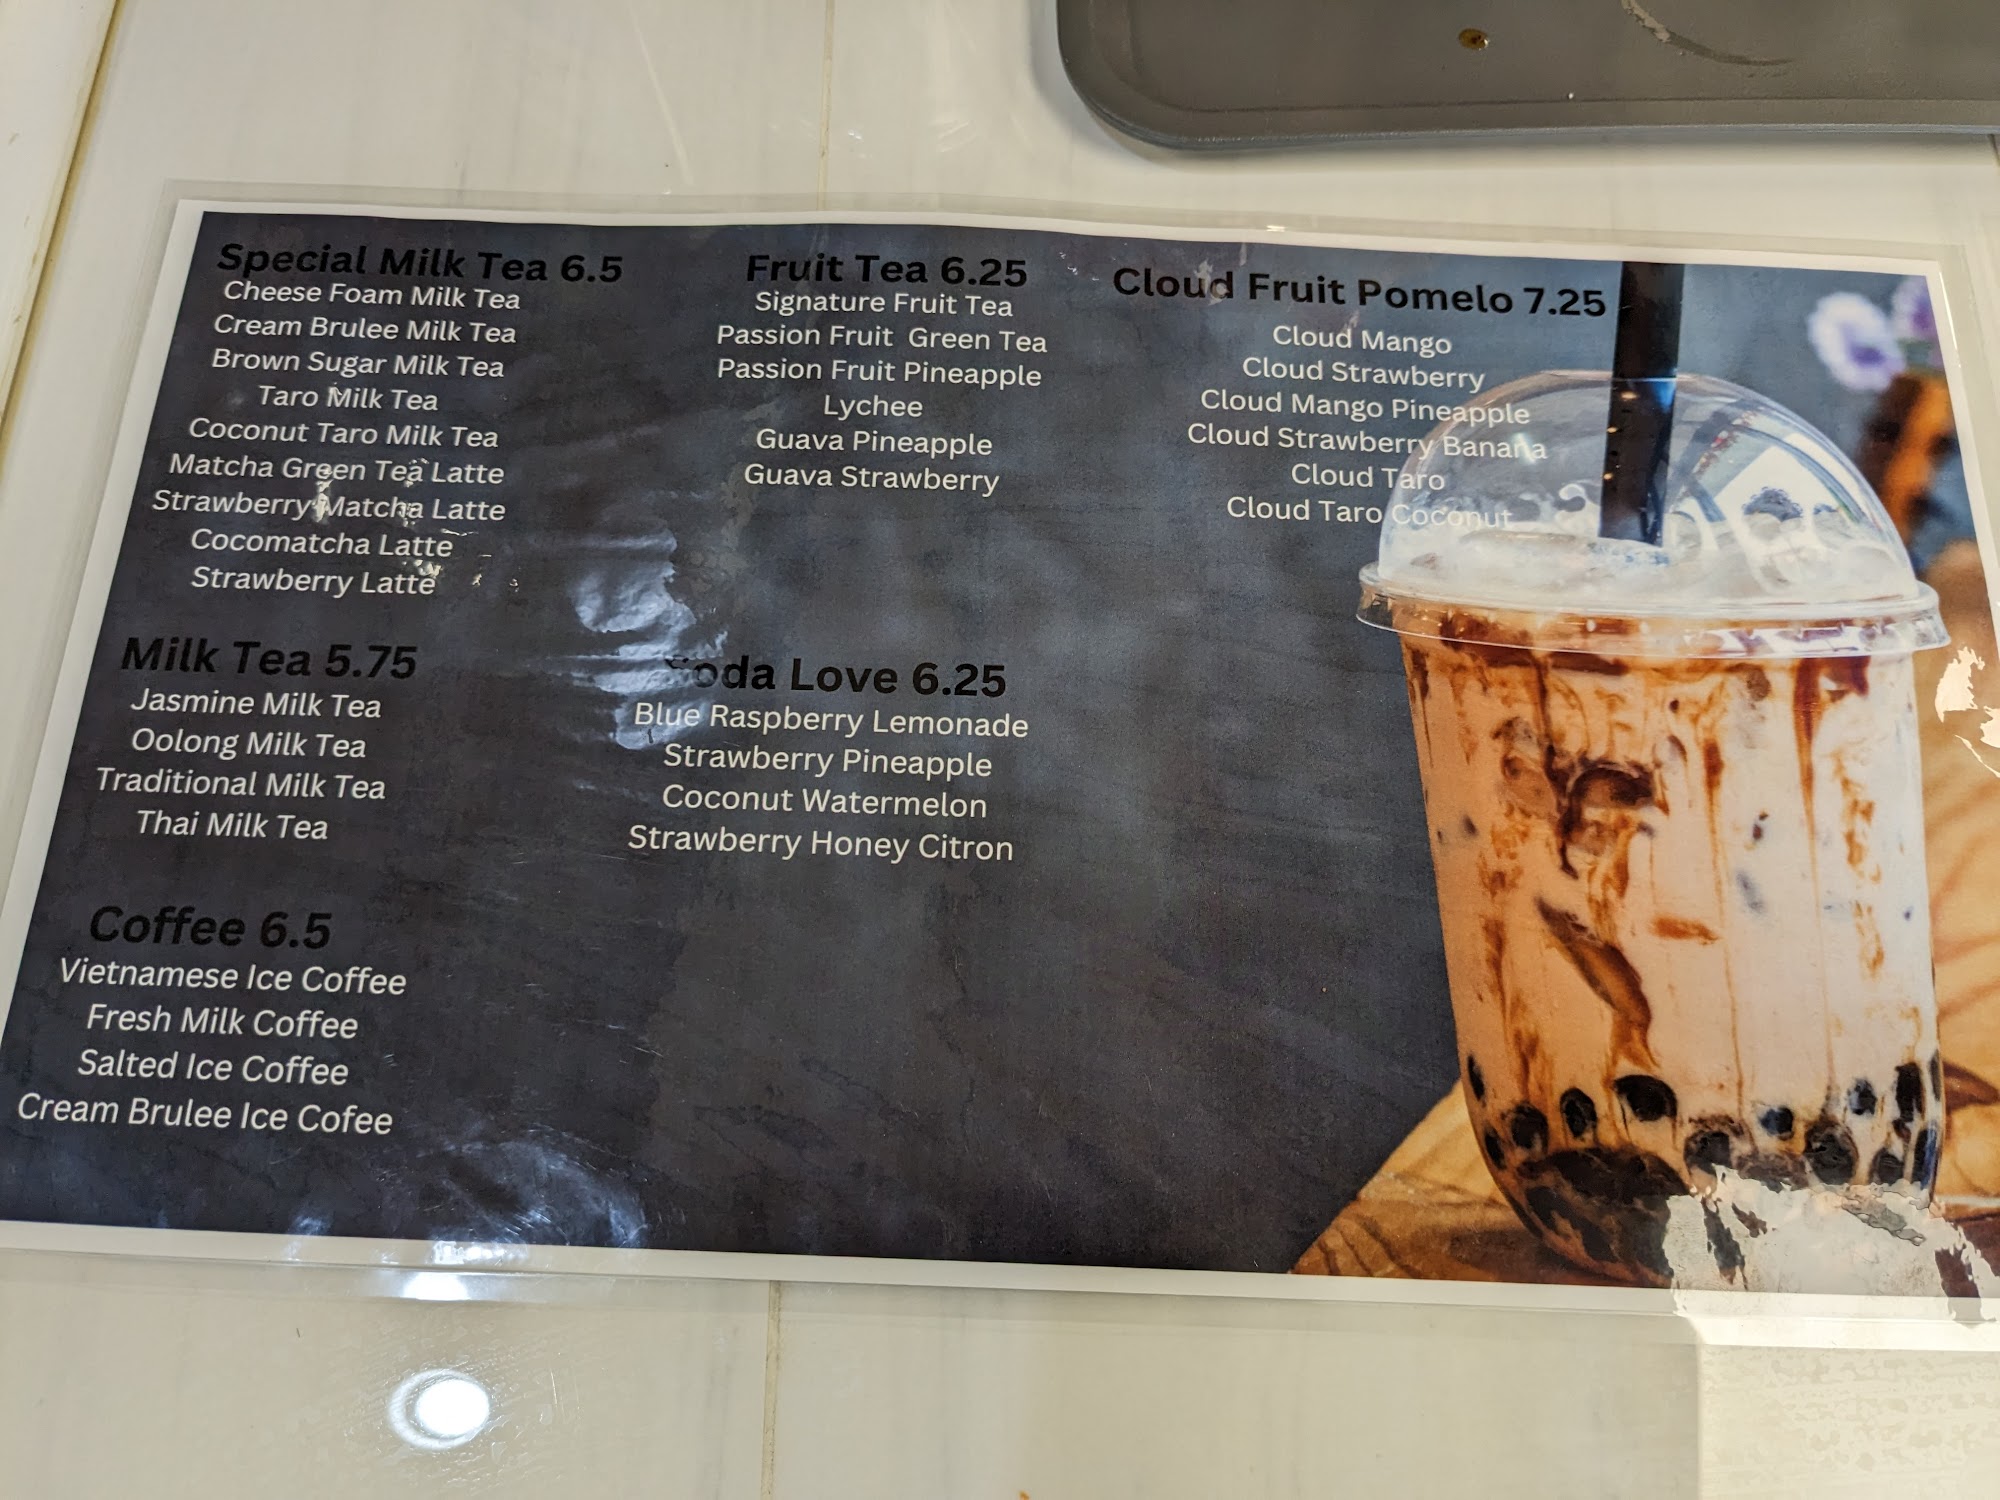 Special Milk Tea 6.5
Cheese Foam Milk Tea
Cream Brulee Milk Tea
Brown Sugar Milk Tea
Taro Milk Tea
Coconut Taro Milk Tea
Matcha Green Tea Latte
Strawberry Matcha Latte
Cocomatcha Latte
Strawberry Latte
Milk Tea 5.75
Jasmine Milk Tea
Oolong Milk Tea
Traditional Milk Tea
Thai Milk Tea
Coffee 6.5
Vietnamese Ice Coffee
Fresh Milk Coffee
Salted Ice Coffee
Cream Brulee Ice Cofee
Fruit Tea 6.25
Signature Fruit Tea
Passion Fruit Green Tea
Passion Fruit Pineapple
Lychee
Guava Pineapple
Guava Strawberry
Soda Love 6.25
Blue Raspberry Lemonade
Strawberry Pineapple
Coconut Watermelon
Strawberry Honey Citron
Cloud Fruit Pomelo 7.25
Cloud Mango
Cloud Strawberry
Cloud Mango Pineapple
Cloud Strawberry Banana
Cloud Taro
Cloud Taro Coconut